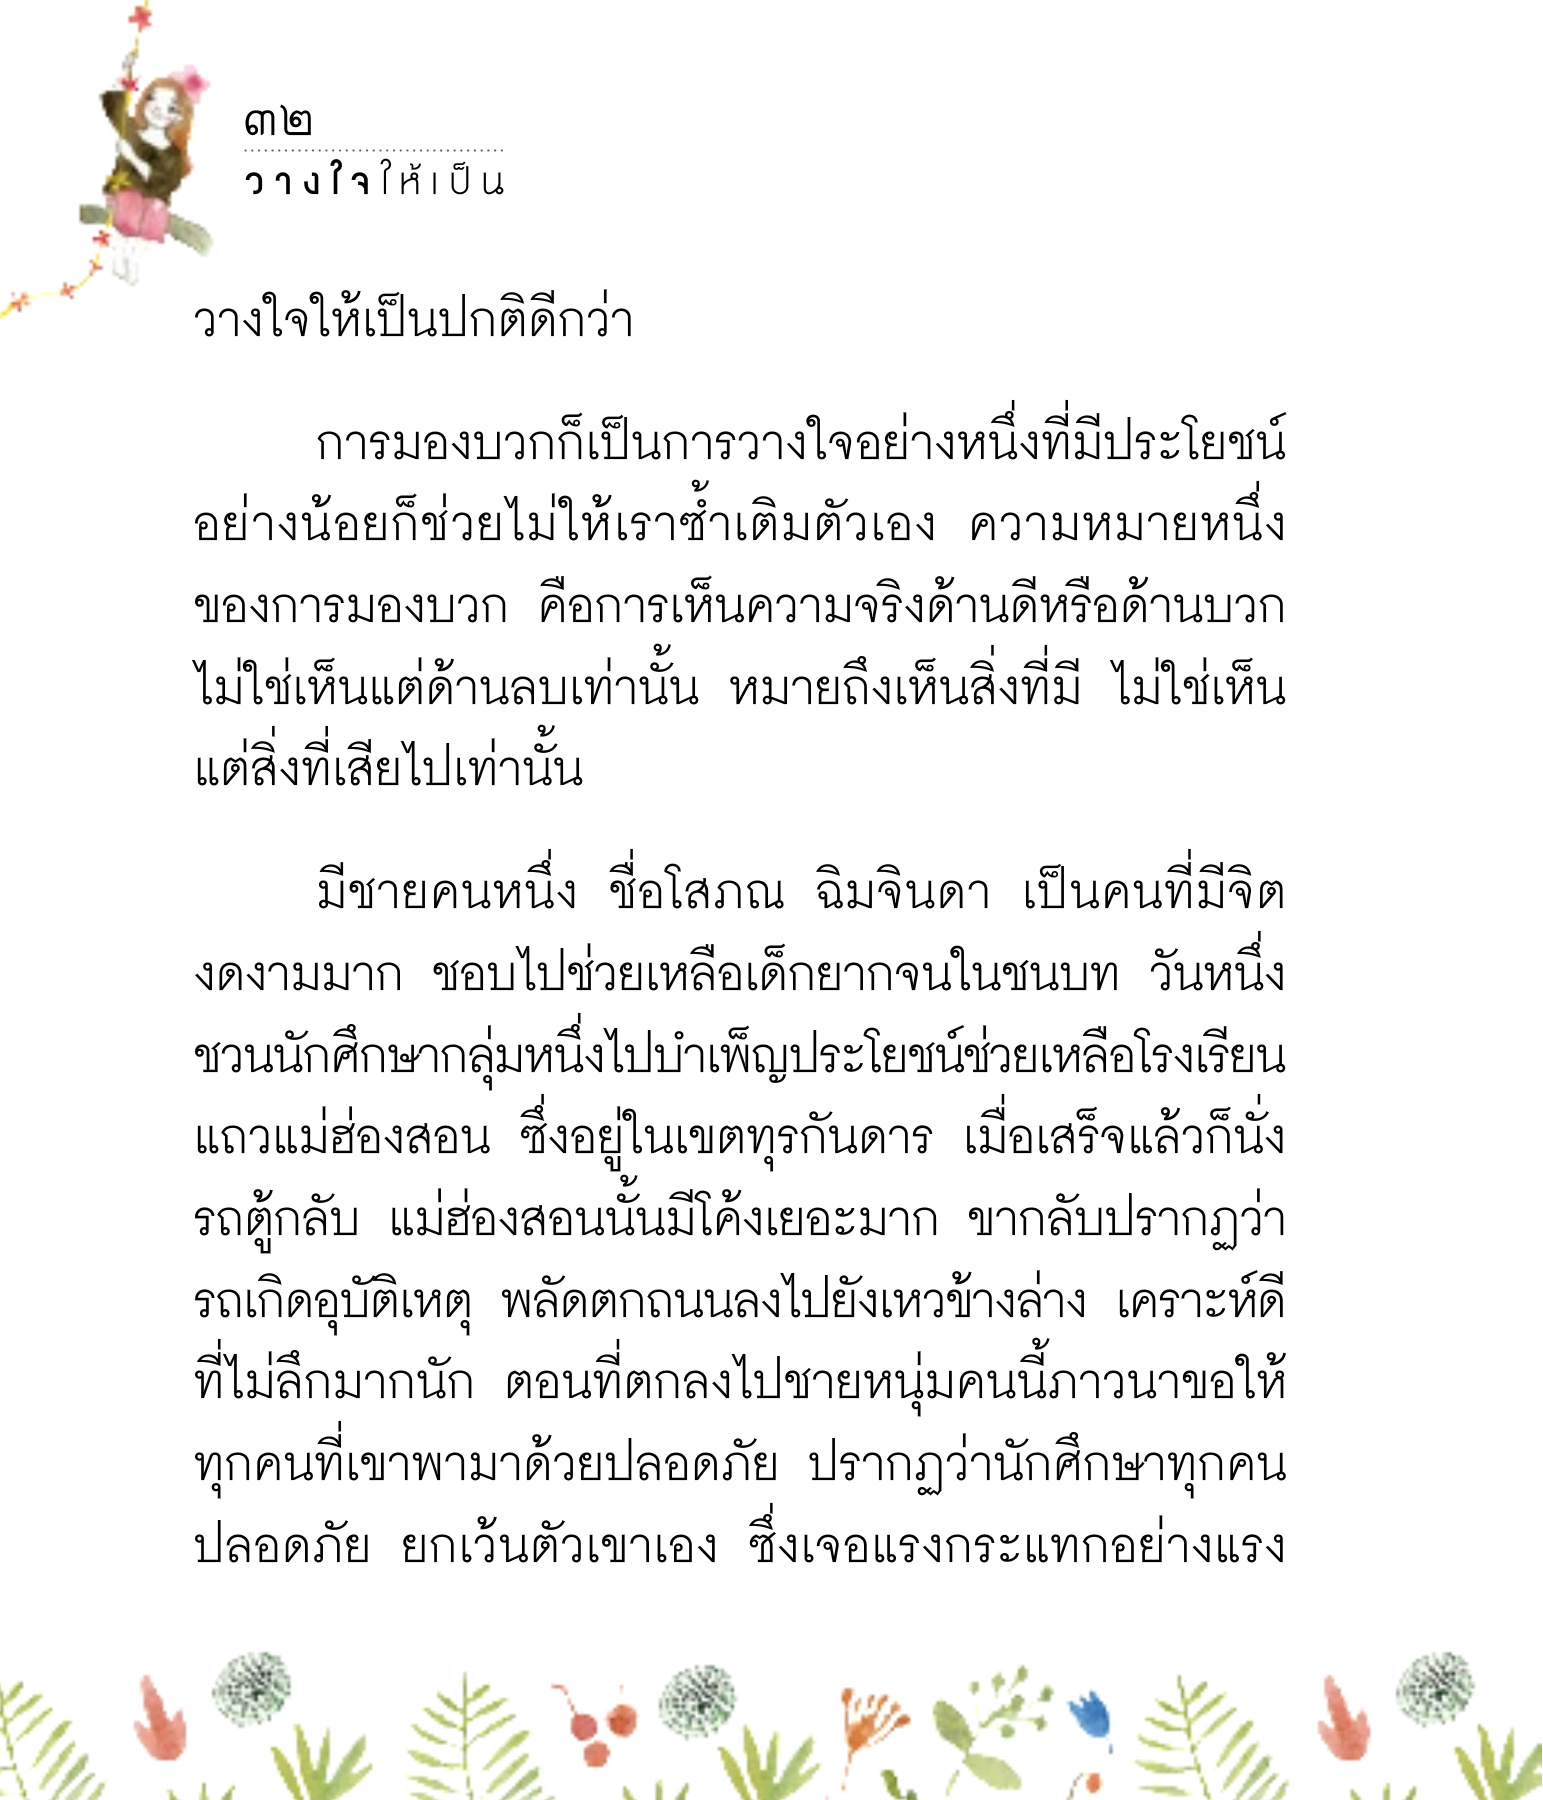 ๓๒
วางใจให้เป็น
วางใจให้เป็นปกติดีกว่า
การมองบวกก็เป็นการวางใจอย่างหนึ่งที่มีประโยชน์
อย่างน้อยก็ช่วยไม่ให้เราซ้ำเติมตัวเอง ความหมายหนึ่ง
ของการมองบวก คือการเห็นความจริงด้านดีหรือด้านบวก
ไม่ใช่เห็นแต่ด้านลบเท่านั้น หมายถึงเห็นสิ่งที่มี ไม่ใช่เห็น
แต่สิ่งที่เสียไปเท่านั้น
มีชายคนหนึ่ง ชื่อโสภณ ฉิมจินดา เป็นคนที่มีจิต
งดงามมาก ชอบไปช่วยเหลือเด็กยากจนในชนบท วันหนึ่ง
ชวนนักศึกษากลุ่มหนึ่งไปบำเพ็ญประโยชน์ช่วยเหลือโรงเรียน
แถวแม่ฮ่องสอน ซึ่งอยู่ในเขตทุรกันดาร เมื่อเสร็จแล้วก็นั่ง
รถตู้กลับ แม่ฮ่องสอนนั้นมีโค้งเยอะมาก ขากลับปรากฏว่า
รถเกิดอุบัติเหตุ พลัดตกถนนลงไปยังเหวข้างล่าง เคราะห์ดี
ที่ไม่ลึกมากนัก ตอนที่ตกลงไปชายหนุ่มคนนี้ภาวนาขอให้
ทุกคนที่เขาพามาด้วยปลอดภัย ปรากฏว่านักศึกษาทุกคน
ปลอดภัย ยกเว้นตัวเขาเอง ซึ่งเจอแรงกระแทกอย่างแรง